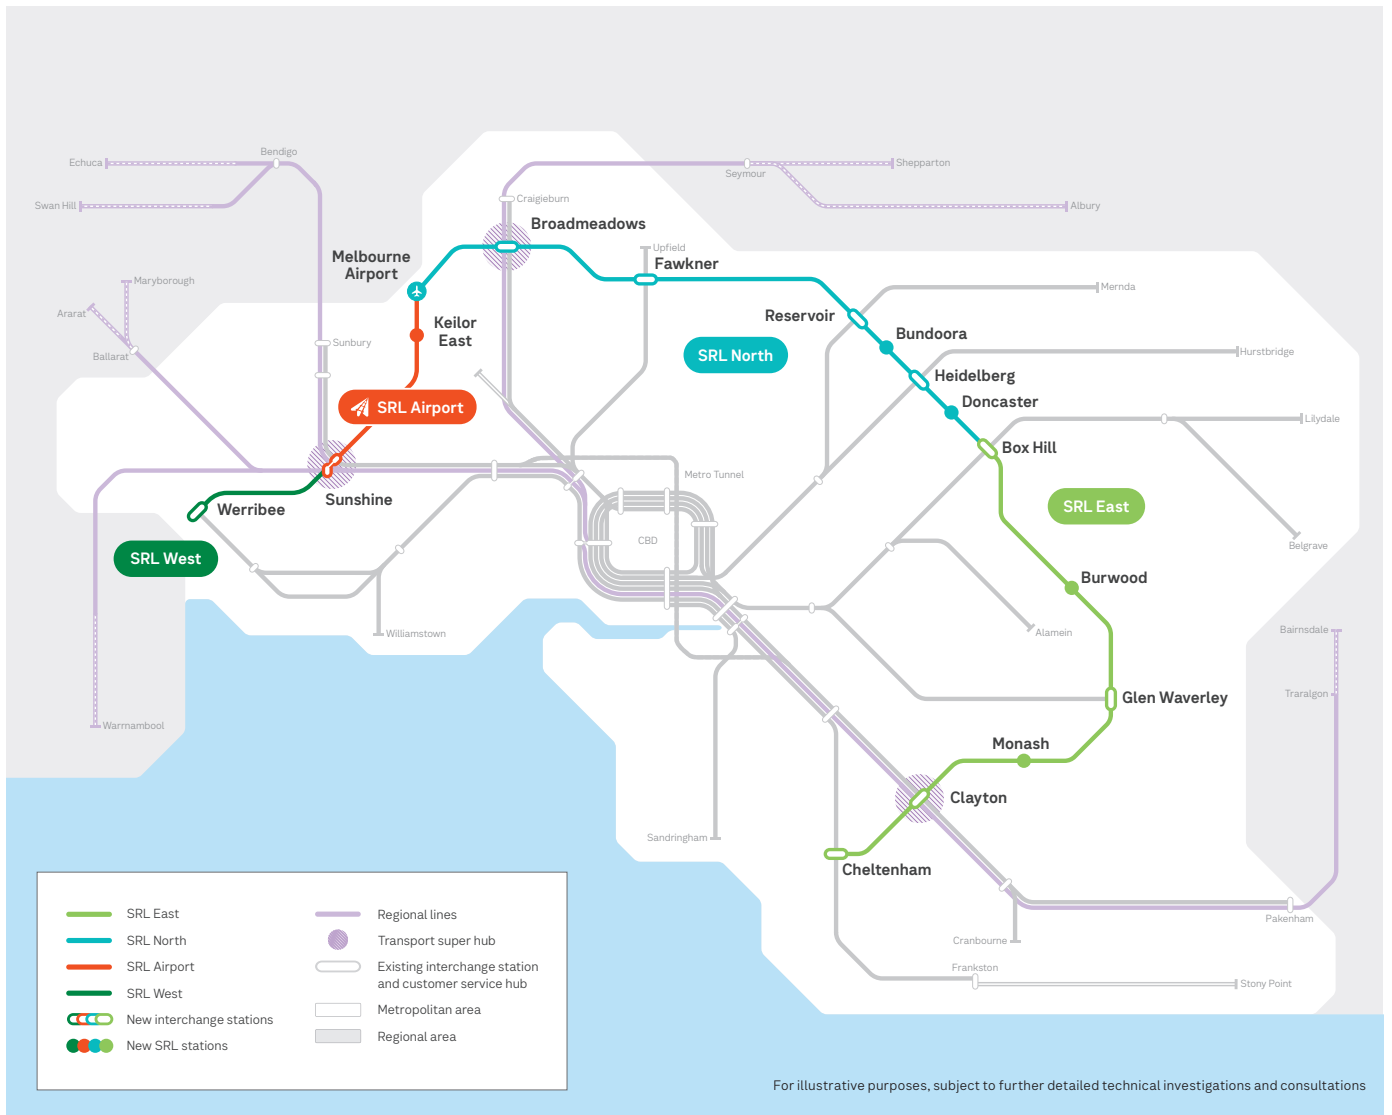 Echuca
Bendigo
Swan Hill
Seymour
Shepparton
Albury
Craigieburn
Broadmeadows
Upfield
Fawkner
Melbourne
Airport
Maryborough
Ararat
Ballarat
Sunbury
Keilor
East
Mernda
Reservoir
Bundoora
SRL North
Hurstbridge
Heidelberg
Doncaster
SRL Airport
Lilydale
Box Hill
Metro Tunnel
Sunshine
Werribee
SRL East
CBD
Belgrave
SRL West
Burwood
Williamstown
Alamein
Bairnsdale
Traralgon
Glen Waverley
Warrnambool
Monash
Clayton
Sandringham
Cheltenham
Pakenham
Cranbourne
Frankston
Stony Point
SRL East
SRL North
SRL Airport
SRL West
New interchange stations
New SRL stations
Regional lines
Transport super hub
Existing interchange station
and customer service hub
Metropolitan area
Regional area
For illustrative purposes, subject to further detailed technical investigations and consultations